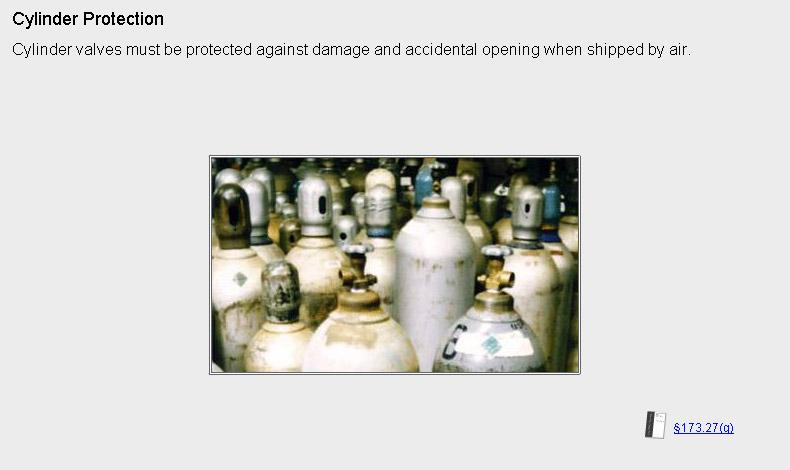 Cylinder Protection
Cylinder valves must be protected against damage and accidental opening when shipped by air.
§173.27(g)